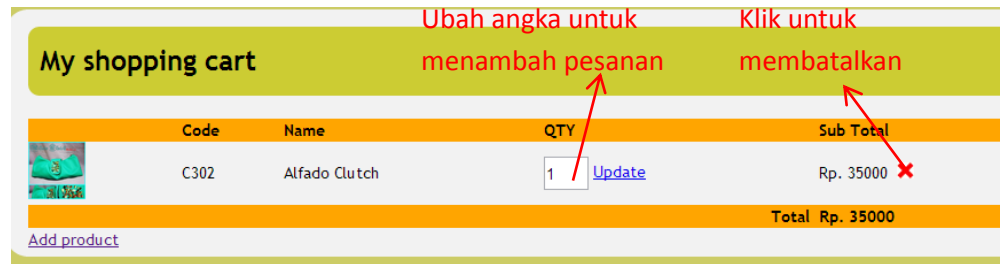 Ubah angka untuk
menambah pesanan
Klik untuk
membatalkan
My shopping cart
Code Name QTY Sub Total
C302 Alfado Clutch 1 Update Rp. 35000
Total Rp. 35000
Add product